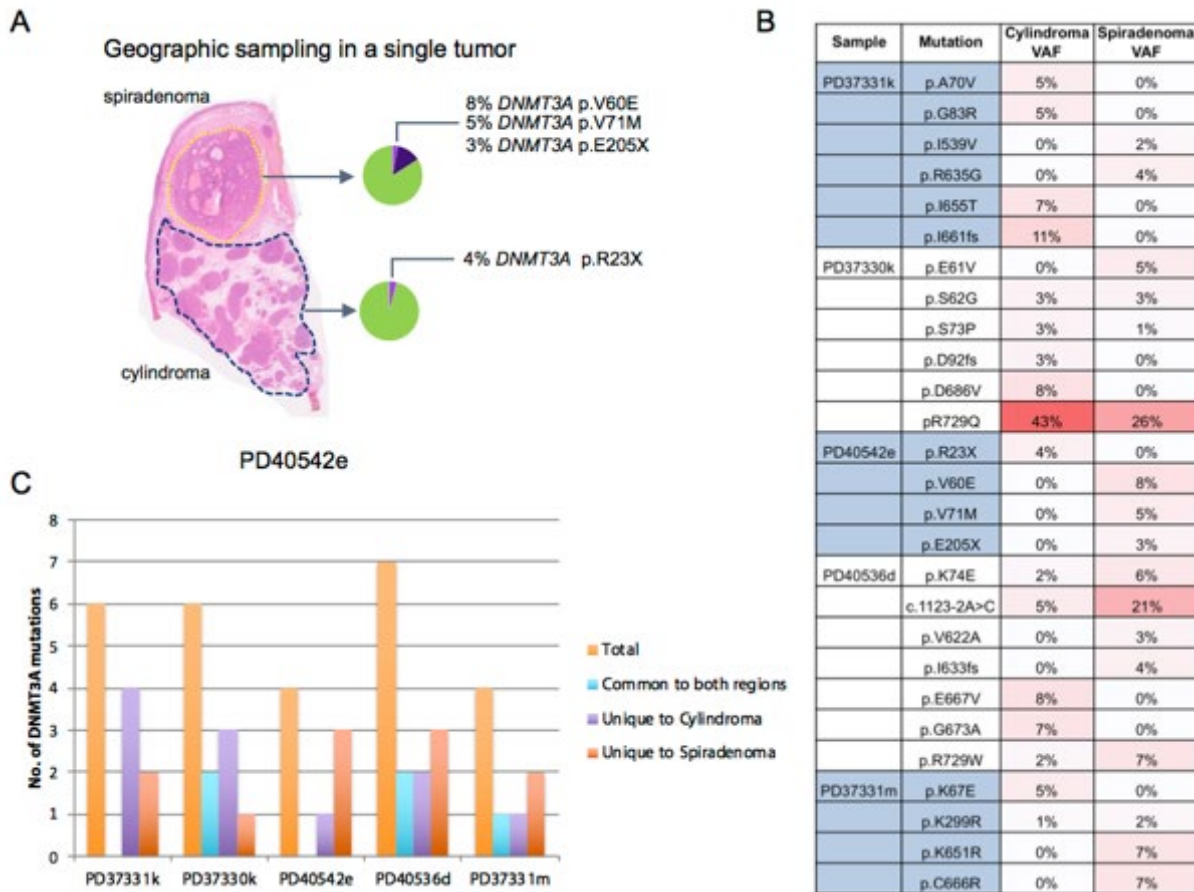 A
Geographic sampling in a single tumor
spiradenoma
8% DNMT3A p.V60E
5% DNMT3A p.V71M
3% DNMT3A p.E205X
4% DNMT3A p.R23X
cylindroma
PD40542e
B
Sample Mutation Cylindroma VAF Spiradenoma VAF
PD37331k p.A70V 5% 0%
p.G83R 5% 0%
p.I539V 0% 2%
p.R635G 0% 4%
p.I655T 7% 0%
p.I661fs 11% 0%
PD37330k p.E61V 0% 5%
p.S62G 3% 3%
p.S73P 3% 1%
p.D92fs 3% 0%
p.D686V 8% 0%
pR729Q 43% 26%
PD40542e p.R23X 4% 0%
p.V60E 0% 8%
p.V71M 0% 5%
p.E205X 0% 3%
PD40536d p.K74E 2% 6%
c.1123-2A>C 5% 21%
p.V622A 0% 3%
p.I633fs 0% 4%
p.E667V 8% 0%
p.G673A 7% 0%
p.R729W 2% 7%
PD37331m p.K67E 5% 0%
p.K299R 1% 2%
p.K651R 0% 7%
p.C666R 0% 7%
C
No. of DNMT3A mutations
8
7
6
5
4
3
2
1
0
PD37331k PD37330k PD40542e PD40536d PD37331m
Total
Common to both regions
Unique to Cylindroma
Unique to Spiradenoma